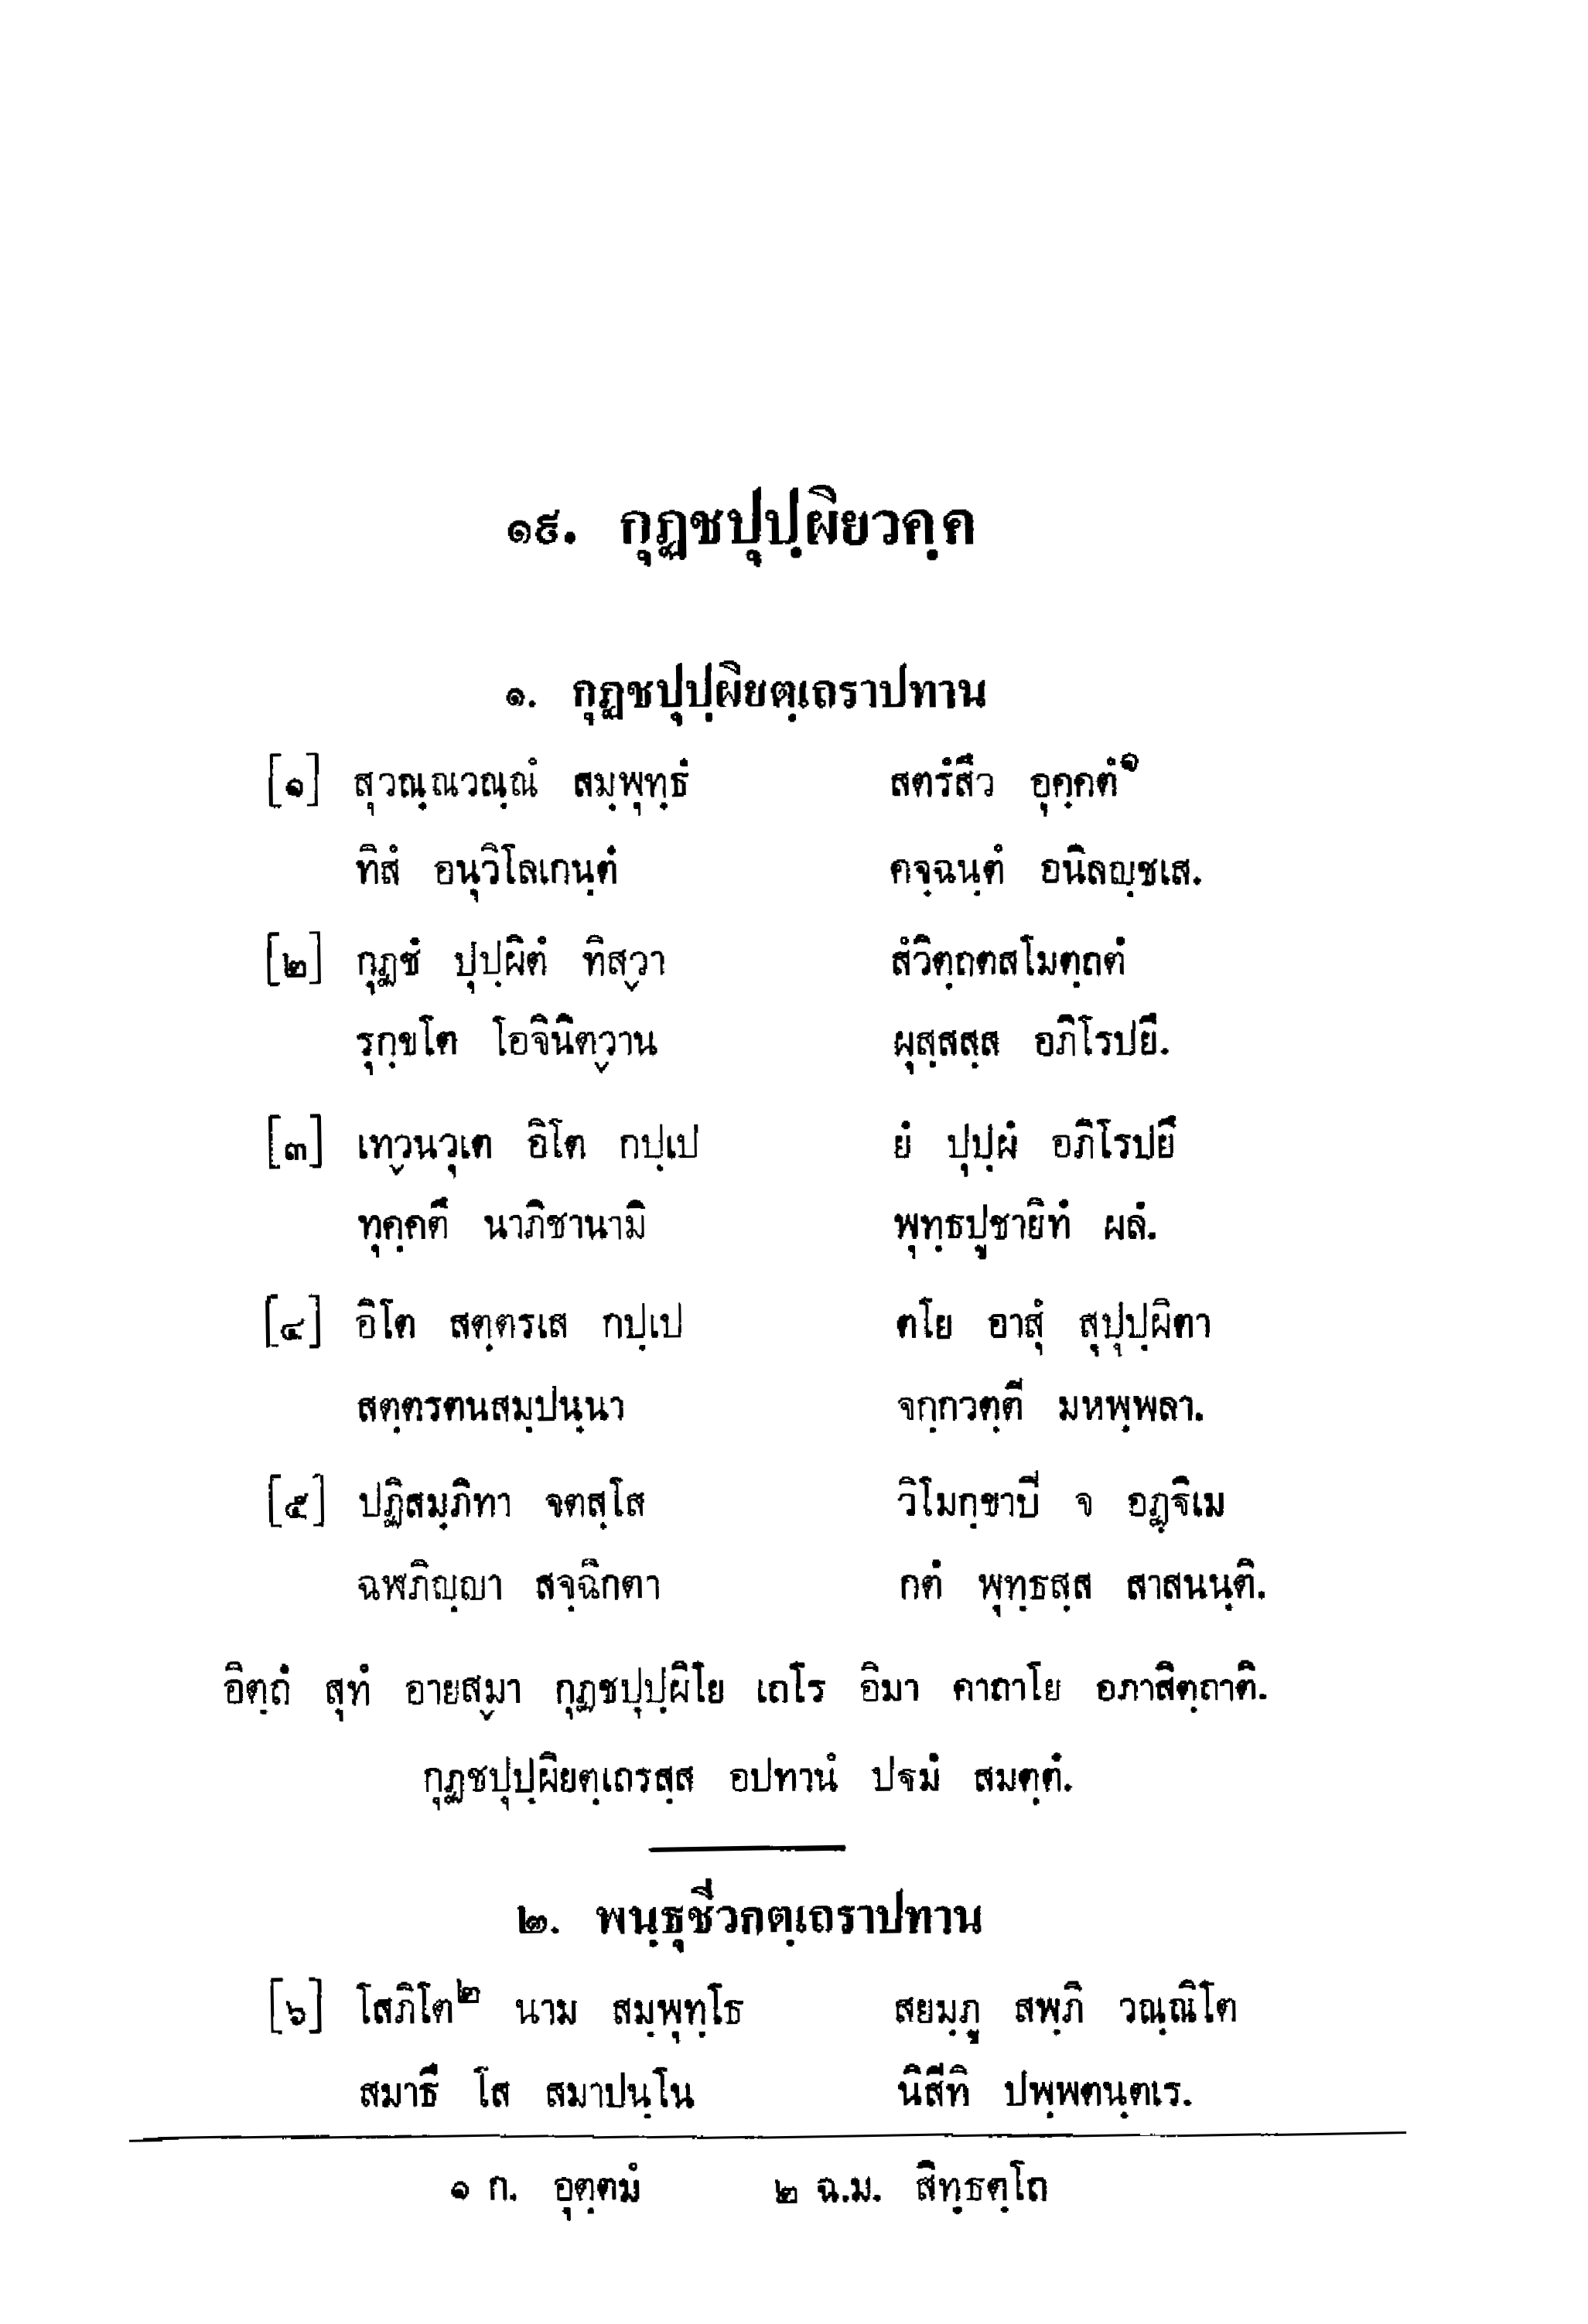 ๑๙. กุฏชปุปฺผิยวคฺค
๑. กุฏชปุปฺผิยตฺเถราปทาน
[๑] สุวณฺณวณฺณํ สมฺพุทฺธํ สตรํสึว อุคฺคตํ๑
ทิสํ อนุวิโลเกนฺตํ คจฺฉนฺตํ อนิลญฺชเส.
[๒] กุฏชํ ปุปฺผิตํ ทิสฺวา สํวิตฺถตสโมตฺถตํ
รุกฺขโต โอจินิตฺวาน ผุสฺสสฺส อภิโรปยึ.
[๓] เทฺวนวุเต อิโต กปฺเป ยํ ปุปฺผํ อภิโรปยึ
ทุคฺคตึ นาภิชานามิ พุทฺธปูชายิทํ ผลํ.
[๔] อิโต สตฺตรเส กปฺเป ตโย อาสุํ สุปุปฺผิตา
สตฺตรตนสมฺปนฺนา จกฺกวตฺตี มหพฺพลา.
[๕] ปฏิสมฺภิทา จตสฺโส วิโมกฺขาปี จ อฏฺฐิเม
ฉฬภิญฺญา สจฺฉิกตา กตํ พุทฺธสฺส สาสนนฺติ.
อิตฺถํ สุทํ อายสฺมา กุฏชปุปฺผิโย เถโร อิมา คาถาโย อภาสิตฺถาติ.
กุฏชปุปฺผิยตฺเถรสฺส อปทานํ ปฐมํ สมตฺตํ.
๒. พนฺธุชีวกตฺเถราปทาน
[๖] โสภิโต๒ นาม สมฺพุทฺโธ สยมฺภู สพฺภิ วณฺณิโต
สมาธึ โส สมาปนฺโน นิสีทิ ปพฺพตนฺตเร.
๑ ก. อุตฺตมํ ๒ ฉ.ม. สิทฺธตฺโถ